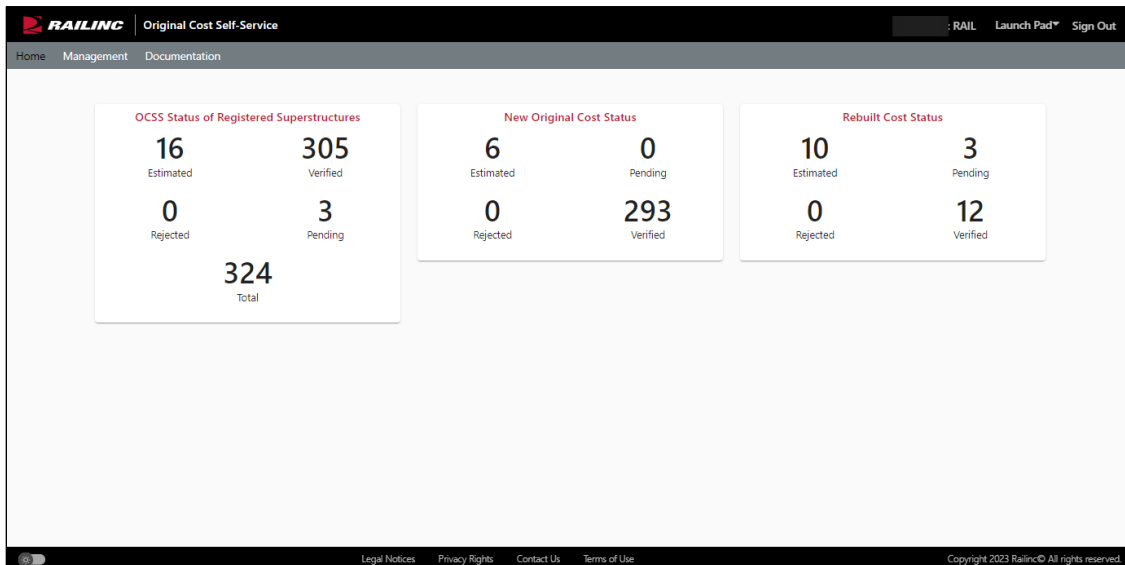 RAILINC Original Cost Self-Service : RAIL Launch Pad Sign Out
Home Management Documentation
OCSS Status of Registered Superstructures
16 305
Estimated Verified
0 3
Rejected Pending
324
Total
New Original Cost Status
6 0
Estimated Pending
0 293
Rejected Verified
Rebuilt Cost Status
10 3
Estimated Pending
0 12
Rejected Verified
Legal Notices Privacy Rights Contact Us Terms of Use Copyright 2023 Railinc© All rights reserved.